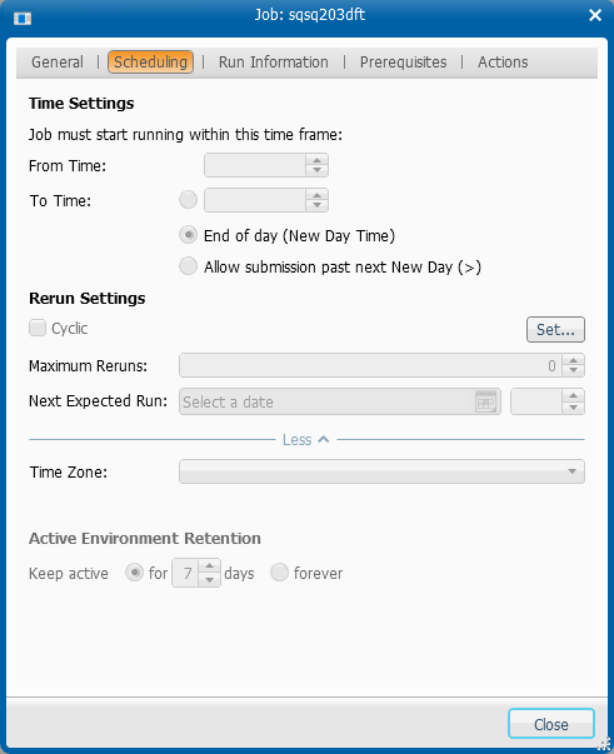 Job: sqsq203dft
General | Scheduling | Run Information | Prerequisites | Actions
Time Settings
Job must start running within this time frame:
From Time:
To Time:
End of day (New Day Time)
Allow submission past next New Day (>)
Rerun Settings
Cyclic
Set...
Maximum Reruns: 0
Next Expected Run: Select a date
Less
Time Zone:
Active Environment Retention
Keep active for 7 days forever
Close